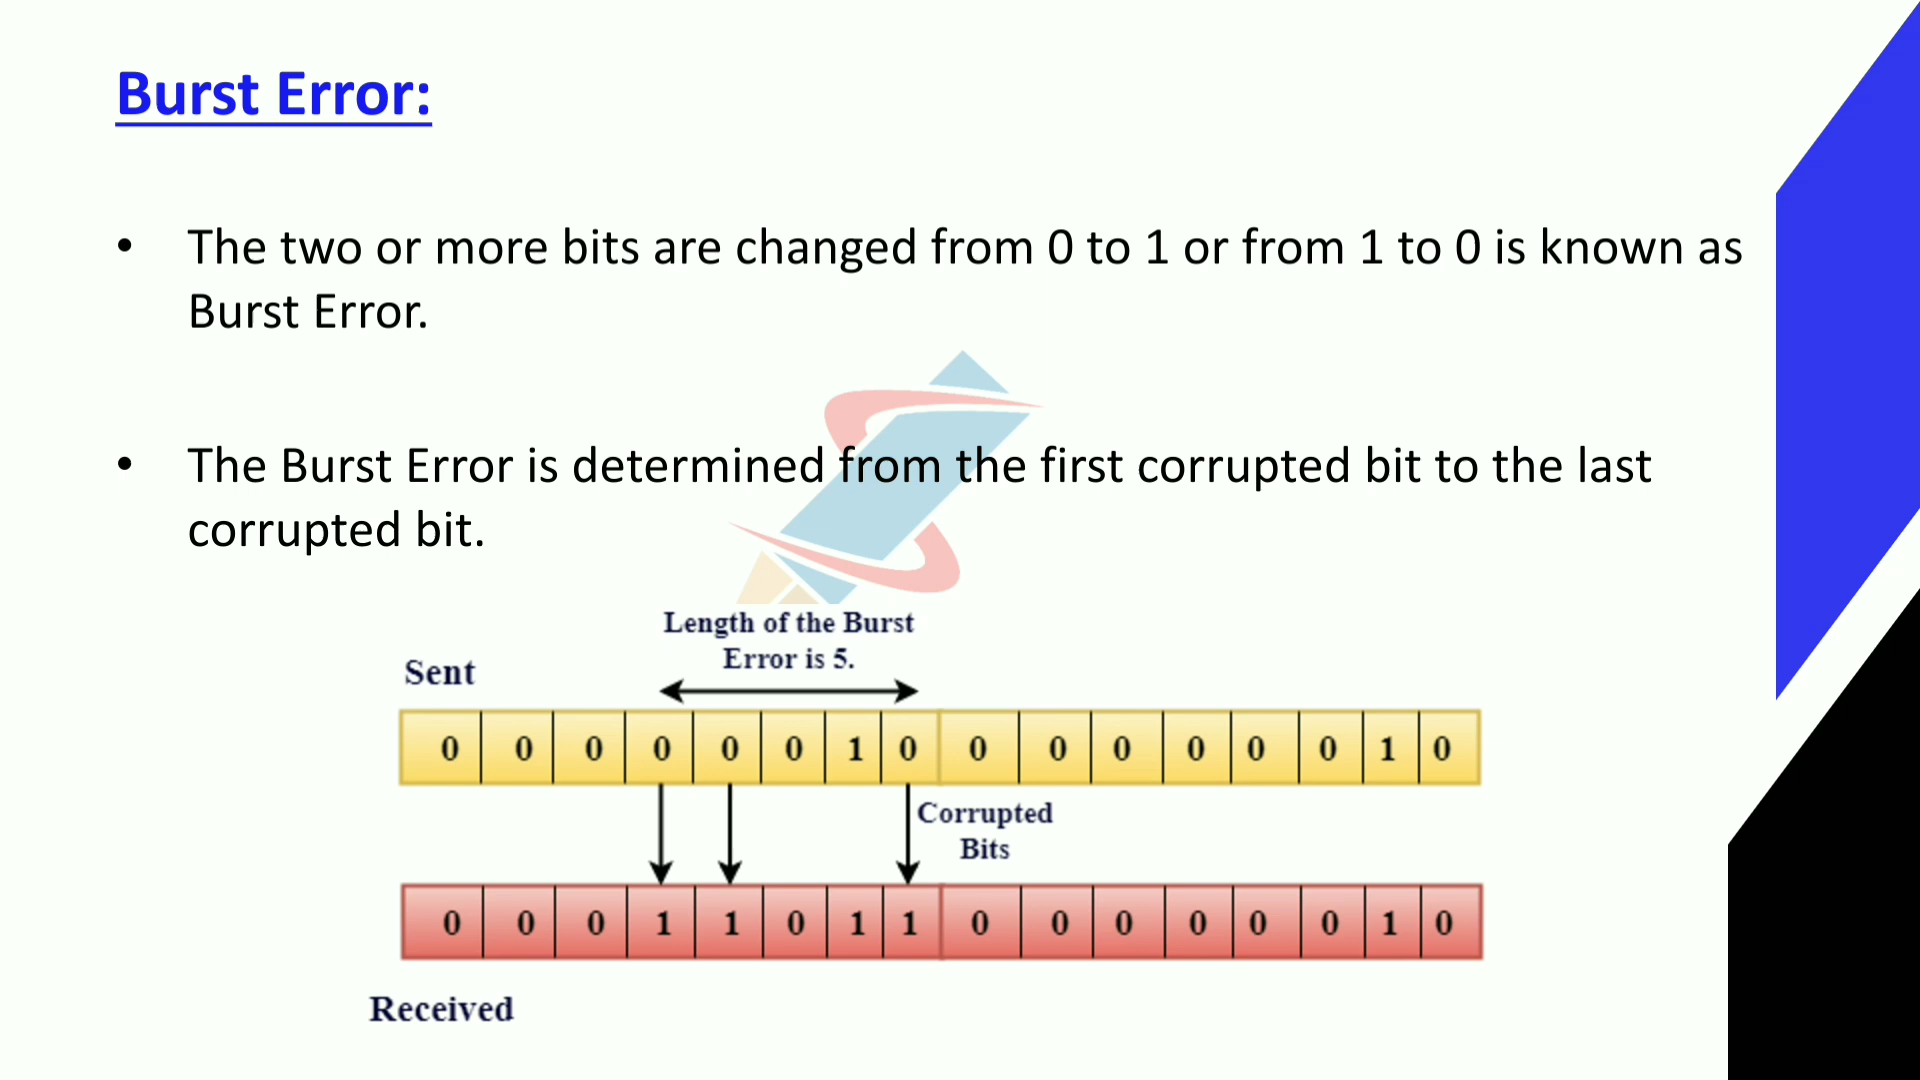 Burst Error:
• The two or more bits are changed from 0 to 1 or from 1 to 0 is known as
Burst Error.
• The Burst Error is determined from the first corrupted bit to the last
corrupted bit.
Length of the Burst
Error is 5.
Sent
0 0 0 0 0 0 1 0 0 0 0 0 0 0 1 0
Corrupted
Bits
0 0 0 1 1 0 1 1 0 0 0 0 0 0 1 0
Received